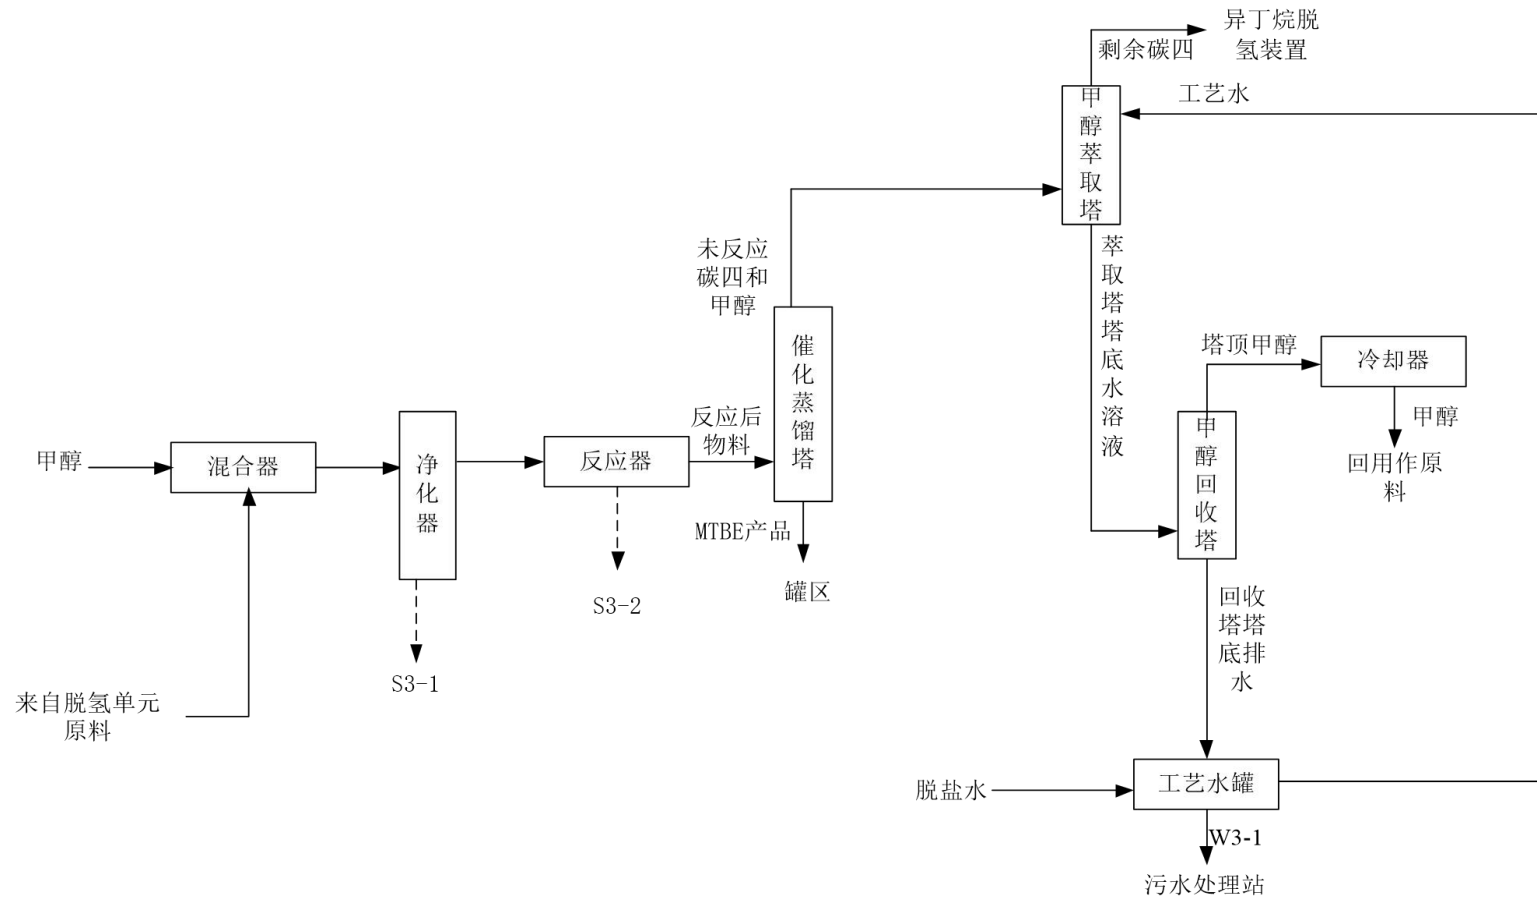 异丁烷脱
氢装置
剩余碳四
工艺水
甲醇萃取塔
未反应
碳四和
甲醇
萃取塔塔底水溶液
催化蒸馏塔
塔顶甲醇
冷却器
甲醇
回用作原
料
甲醇回收塔
反应后
物料
甲醇
混合器
净化器
反应器
MTBE产品
罐区
S3-2
S3-1
来自脱氢单元
原料
回收
塔塔
底排
水
脱盐水
工艺水罐
W3-1
污水处理站